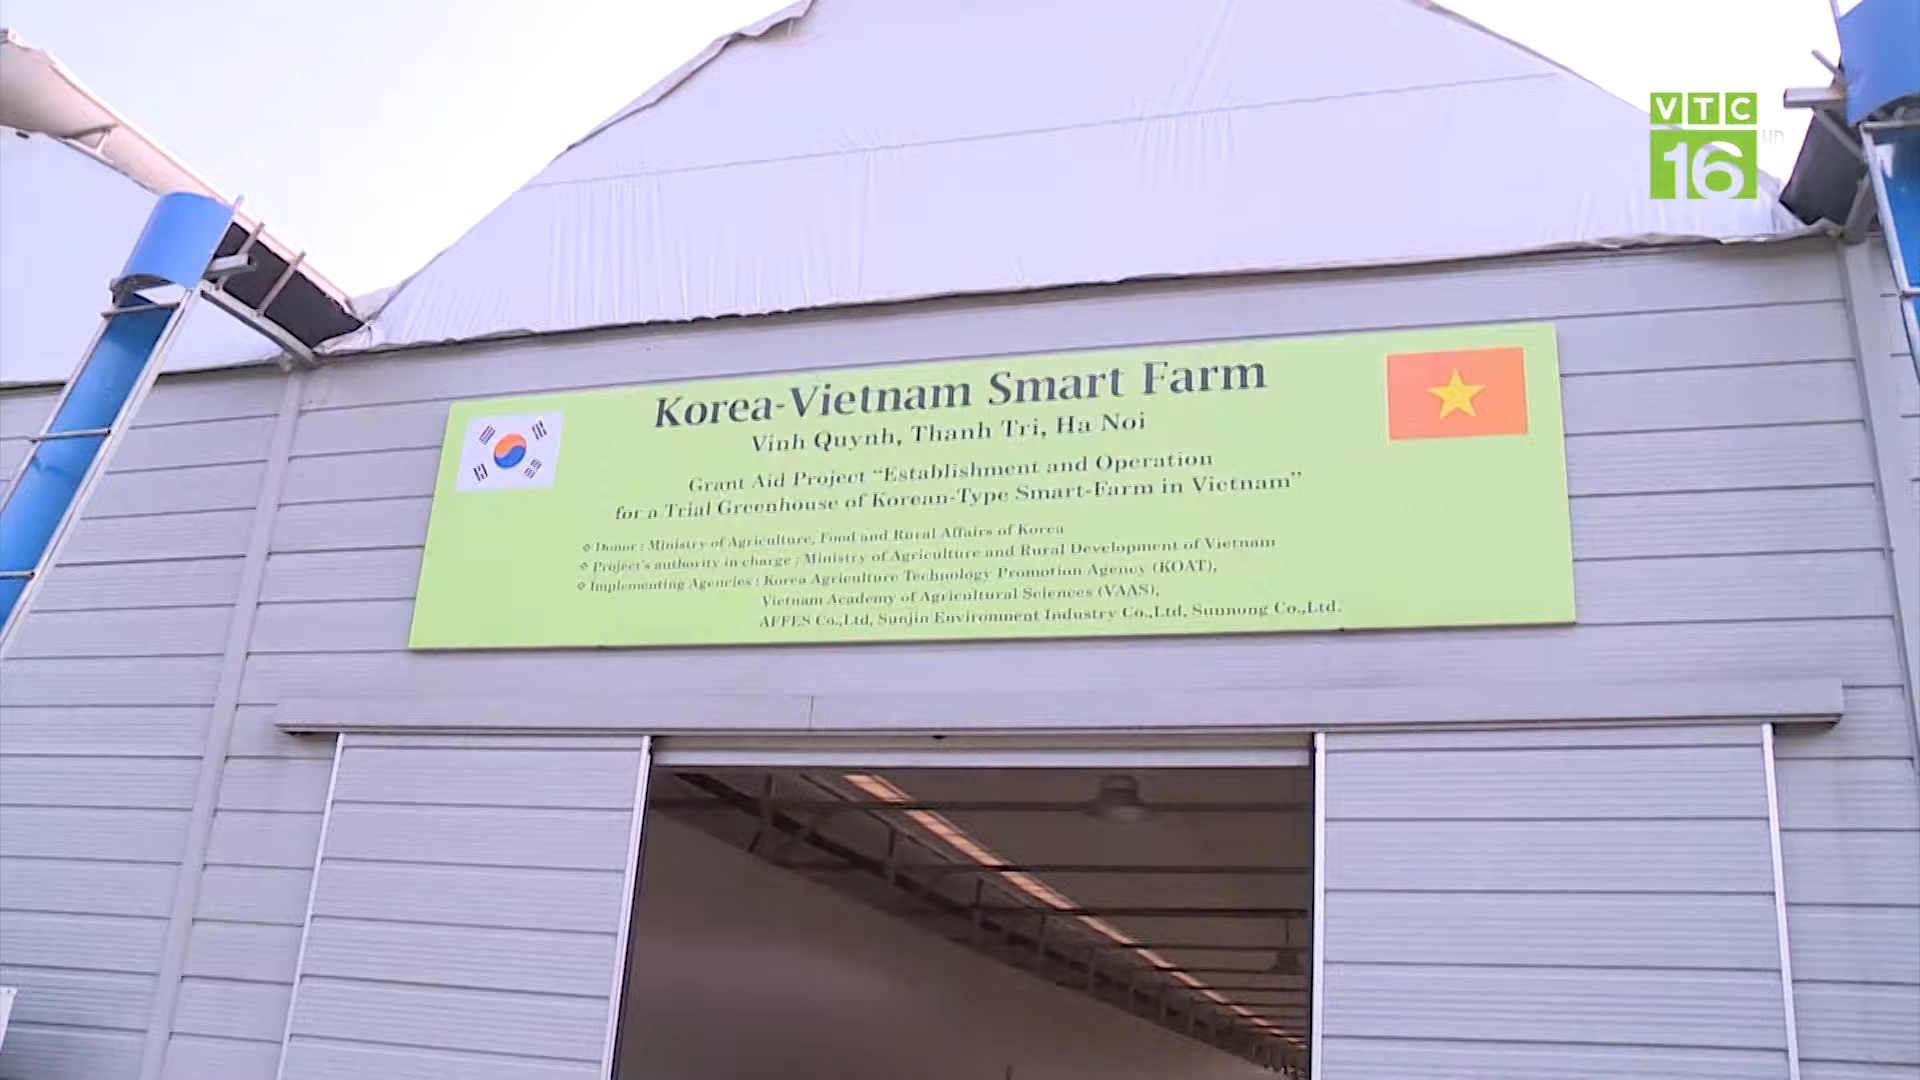 VTC
16
HD
Korea-Vietnam Smart Farm
Vinh Quynh, Thanh Tri, Ha Noi
Grant Aid Project “Establishment and Operation
for a Trial Greenhouse of Korean-Type Smart-Farm in Vietnam”
❖ Donor : Ministry of Agriculture, Food and Rural Affairs of Korea
❖ Project's authority in charge : Ministry of Agriculture and Rural Development of Vietnam
❖ Implementing Agencies : Korea Agriculture Technology Promotion Agency (KOAT),
Vietnam Academy of Agricultural Sciences (VAAS),
AFFES Co.,Ltd, Sunjin Environment Industry Co.,Ltd, Sunnong Co.,Ltd.